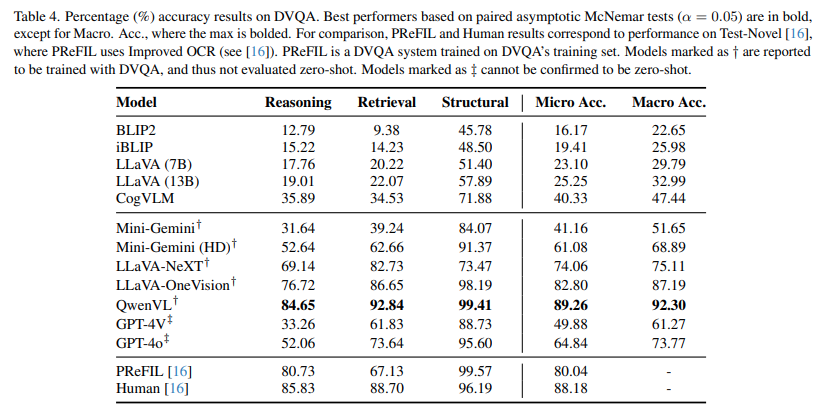 Table 4. Percentage (%) accuracy results on DVQA. Best performers based on paired asymptotic McNemar tests (α = 0.05) are in bold,
except for Macro. Acc., where the max is bolded. For comparison, PReFIL and Human results correspond to performance on Test-Novel [16],
where PReFIL uses Improved OCR (see [16]). PReFIL is a DVQA system trained on DVQA's training set. Models marked as † are reported
to be trained with DVQA, and thus not evaluated zero-shot. Models marked as ‡ cannot be confirmed to be zero-shot.
Model Reasoning Retrieval Structural Micro Acc. Macro Acc.
BLIP2 12.79 9.38 45.78 16.17 22.65
iBLIP 15.22 14.23 48.50 19.41 25.98
LLaVA (7B) 17.76 20.22 51.40 23.10 29.79
LLaVA (13B) 19.01 22.07 57.89 25.25 32.99
CogVLM 35.89 34.53 71.88 40.33 47.44
Mini-Gemini† 31.64 39.24 84.07 41.16 51.65
Mini-Gemini (HD)† 52.64 62.66 91.37 61.08 68.89
LLaVA-NeXT† 69.14 82.73 73.47 74.06 75.11
LLaVA-OneVision† 76.72 86.65 98.19 82.80 87.19
QwenVL† 84.65 92.84 99.41 89.26 92.30
GPT-4V‡ 33.26 61.83 88.73 49.88 61.27
GPT-4o‡ 52.06 73.64 95.60 64.84 73.77
PReFIL [16] 80.73 67.13 99.57 80.04 -
Human [16] 85.83 88.70 96.19 88.18 -